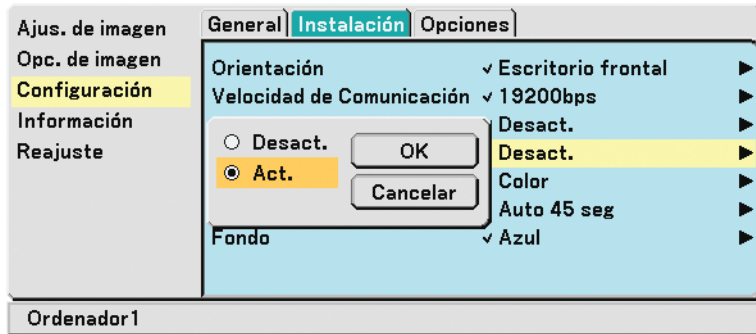 Ajus. de imagen
Opc. de imagen
Configuración
Información
Reajuste
General Instalación Opciones
Orientación ✓ Escritorio frontal
Velocidad de Comunicación ✓ 19200bps
Desact.
Desact.
Color
Auto 45 seg
Fondo ✓ Azul
Desact.
Act.
OK
Cancelar
Ordenador1